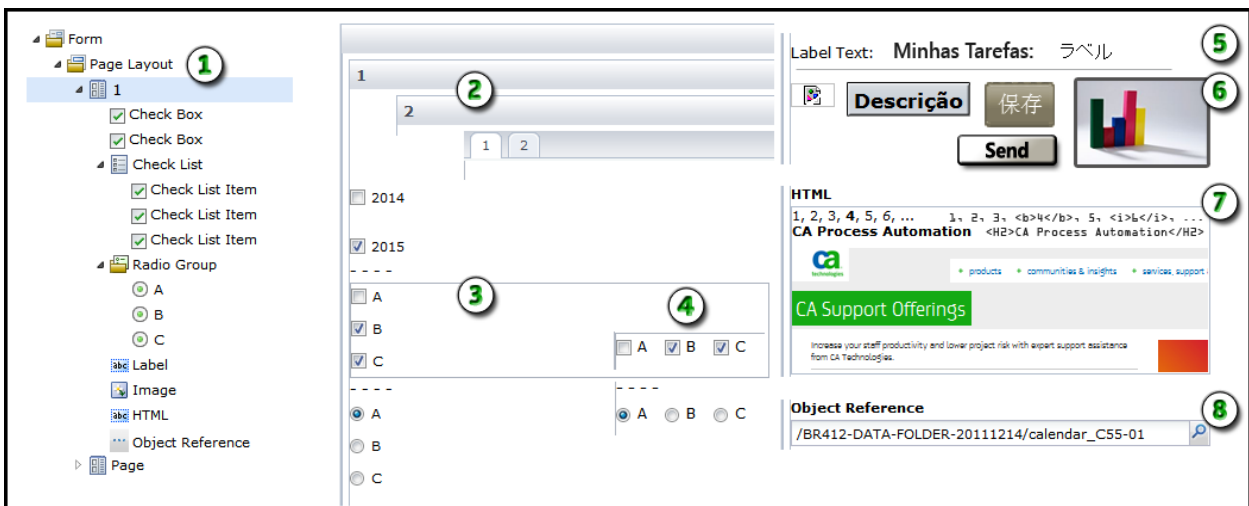 Form
Page Layout
1
1
Check Box
Check Box
Check List
Check List Item
Check List Item
Check List Item
Radio Group
A
B
C
Label
Image
HTML
Object Reference
Page
1
2
2
1 2
2014
2015
- - - -
3
A
B
C
- - - -
A
B
C
4
A B C
- - - -
A B C
Label Text: Minhas Tarefas: ラベル
5
Descrição 保存
6
Send
HTML
7
1, 2, 3, 4, 5, 6, ... 1, 2, 3, <b>4</b>, 5, <i>6</i>, ...
CA Process Automation <H2>CA Process Automation</H2>
ca
technologies
products communities & insights services, support
CA Support Offerings
Increase your staff productivity and lower project risk with expert support assistance
from CA Technologies.
Object Reference
8
/BR412-DATA-FOLDER-20111214/calendar_C55-01